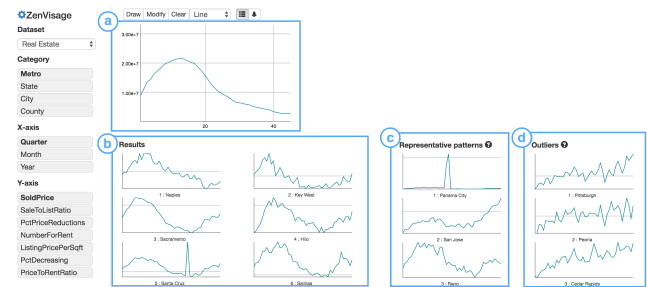 ZenVisage
Dataset
Real Estate
Category
Metro
State
City
County
X-axis
Quarter
Month
Year
Y-axis
SoldPrice
SaleToListRatio
PctPriceReductions
NumberForRent
ListingPricePerSqft
PctDecreasing
PriceToRentRatio
a
Draw Modify Clear Line
3.00e+7
2.00e+7
1.00e+7
20 40
b
Results
1 : Naples
2 : Key West
3 : Sacramento
4 : Hilo
5 : Santa Cruz
6 : Salinas
c
Representative patterns ?
1 : Panama City
2 : San Jose
3 : Reno
d
Outliers ?
1 : Pittsburgh
2 : Peoria
3 : Cedar Rapids